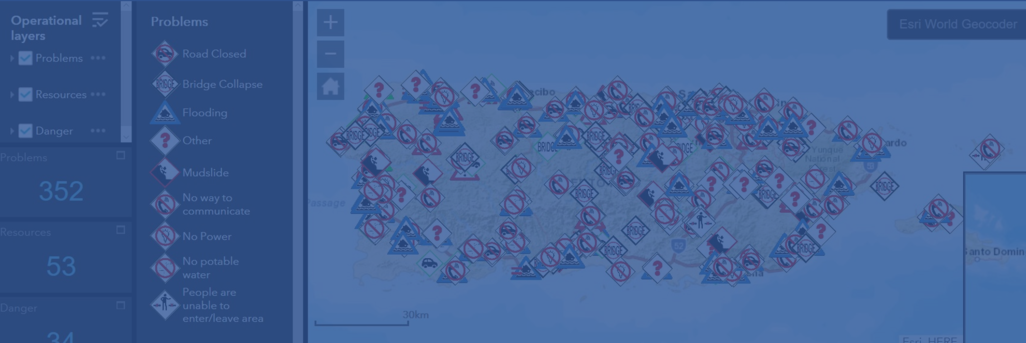 Operational
layers
Problems
Resources
Danger
Problems
352
Resources
53
Danger
34
Problems
Road Closed
Bridge Collapse
Flooding
Other
Mudslide
No way to
communicate
No Power
No potable
water
People are
unable to
enter/leave area
Esri World Geocoder
Passage
30km
Santo Domin
Esri, HERE